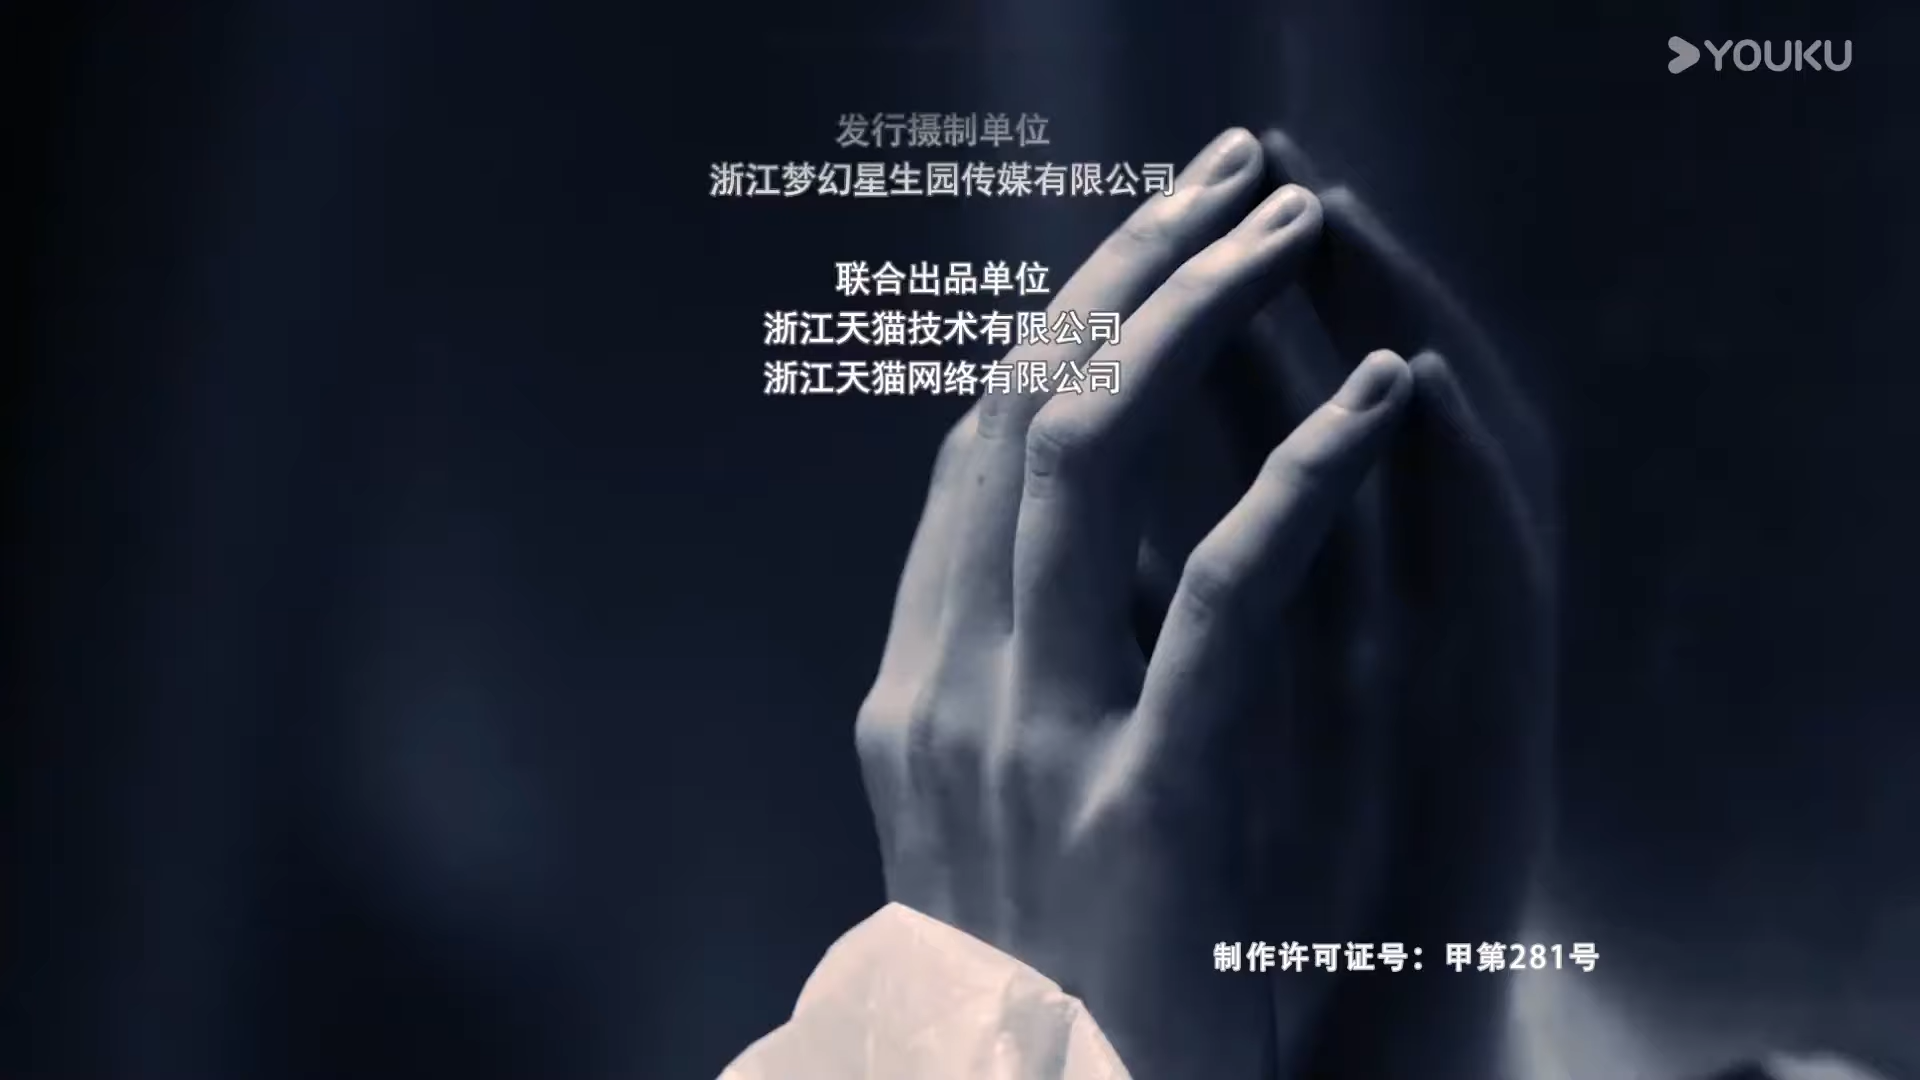 YOUKU
发行摄制单位
浙江梦幻星生园传媒有限公司
联合出品单位
浙江天猫技术有限公司
浙江天猫网络有限公司
制作许可证号：甲第281号